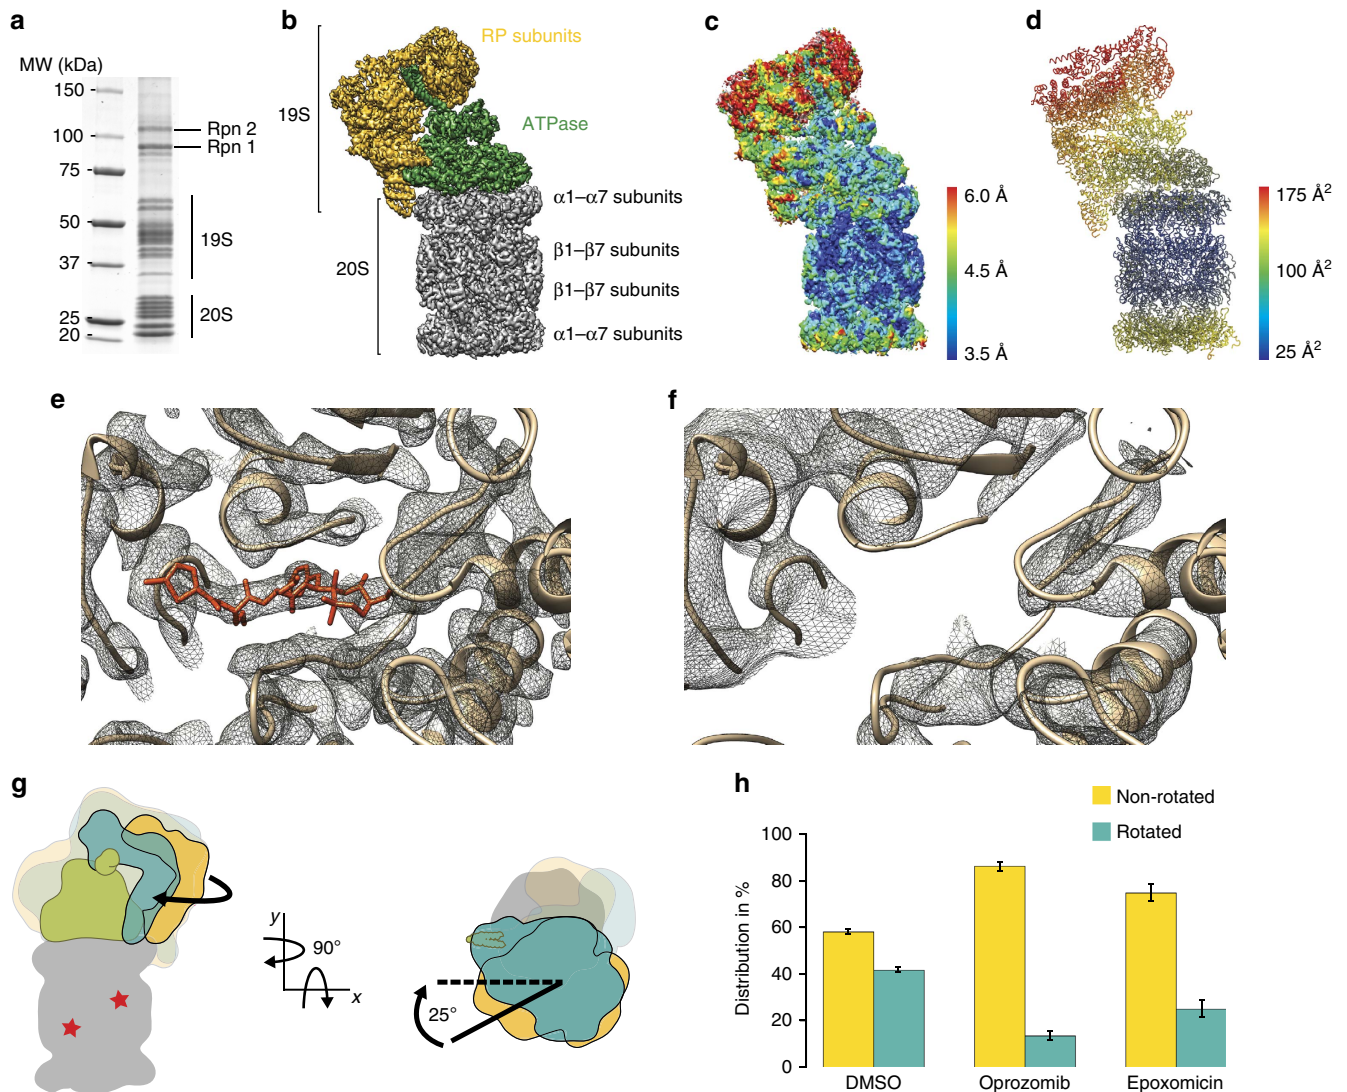 a
MW (kDa)
150
100
75
50
37
25
20
Rpn 2
Rpn 1
19S
20S
b
19S
20S
RP subunits
ATPase
α1–α7 subunits
β1–β7 subunits
β1–β7 subunits
α1–α7 subunits
c
6.0 Å
4.5 Å
3.5 Å
d
175 Å²
100 Å²
25 Å²
e
f
g
y
90°
x
25°
h
Non-rotated
Rotated
Distribution in %
100
80
60
40
20
0
DMSO
Oprozomib
Epoxomicin